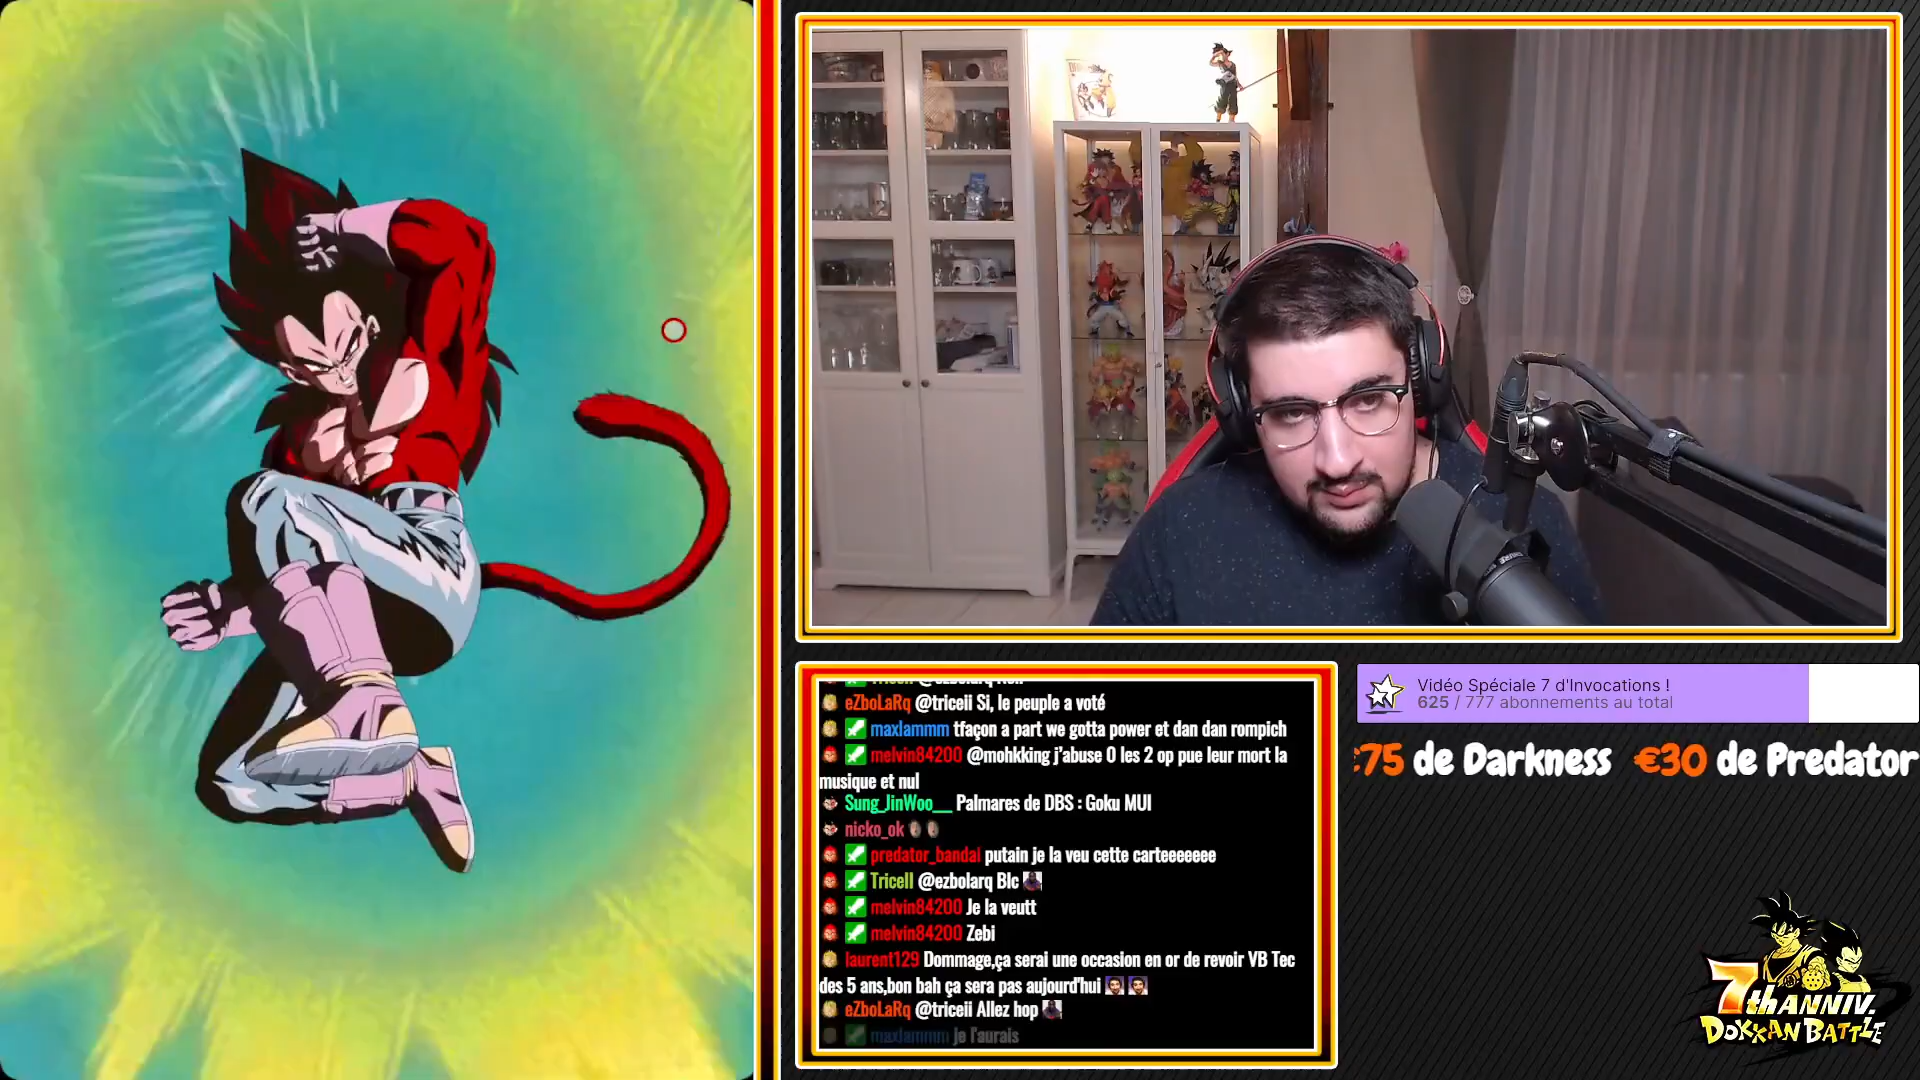 eZboLaRq @triceii Si, le peuple a voté
maxlammm tfaçon a part we gotta power et dan dan rompich
melvin84200 @mohkking j'abuse 0 les 2 op pue leur mort la
musique et nul
Sung_JinWoo__ Palmares de DBS : Goku MUI
nicko_ok
predator_bandai putain je la veu cette carteeeeeee
TriceII @ezbolarq Blc
melvin84200 Je la veutt
melvin84200 Zebi
laurent129 Dommage,ça serai une occasion en or de revoir VB Tec
des 5 ans,bon bah ça sera pas aujourd'hui
eZboLaRq @triceii Allez hop
maxlammm je l'aurais
Vidéo Spéciale 7 d'Invocations !
625 / 777 abonnements au total
€75 de Darkness €30 de Predator
7thANNIV.
DOKKAN BATTLE